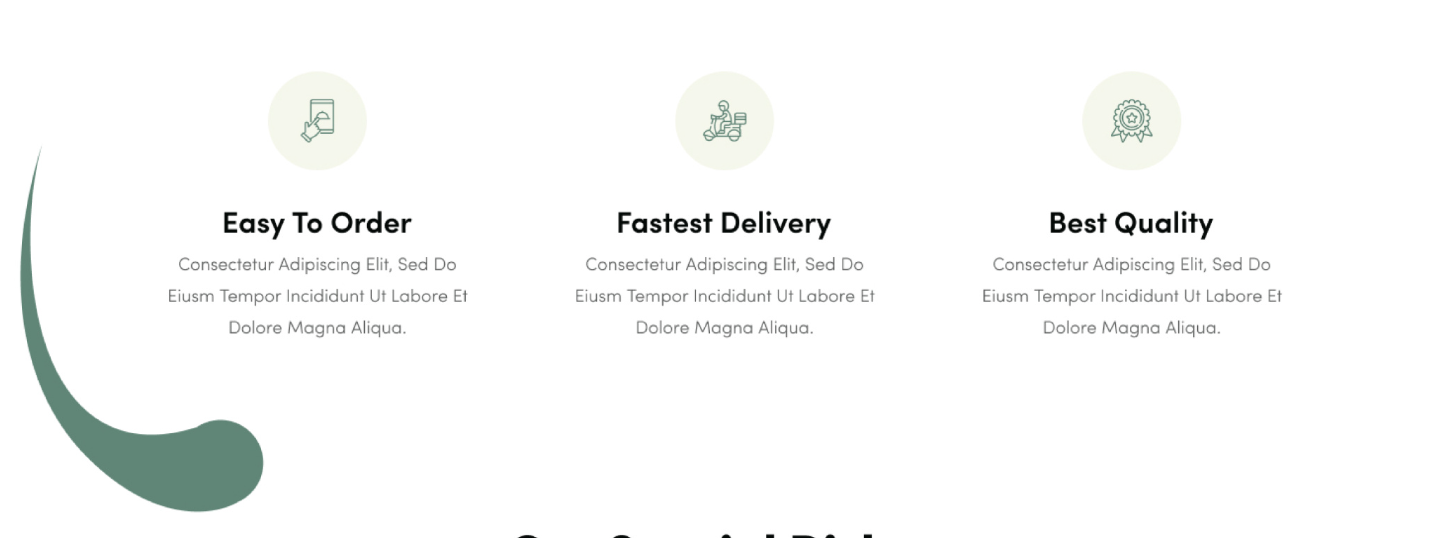 Easy To Order
Consectetur Adipiscing Elit, Sed Do
Eiusm Tempor Incididunt Ut Labore Et
Dolore Magna Aliqua.
Fastest Delivery
Consectetur Adipiscing Elit, Sed Do
Eiusm Tempor Incididunt Ut Labore Et
Dolore Magna Aliqua.
Best Quality
Consectetur Adipiscing Elit, Sed Do
Eiusm Tempor Incididunt Ut Labore Et
Dolore Magna Aliqua.